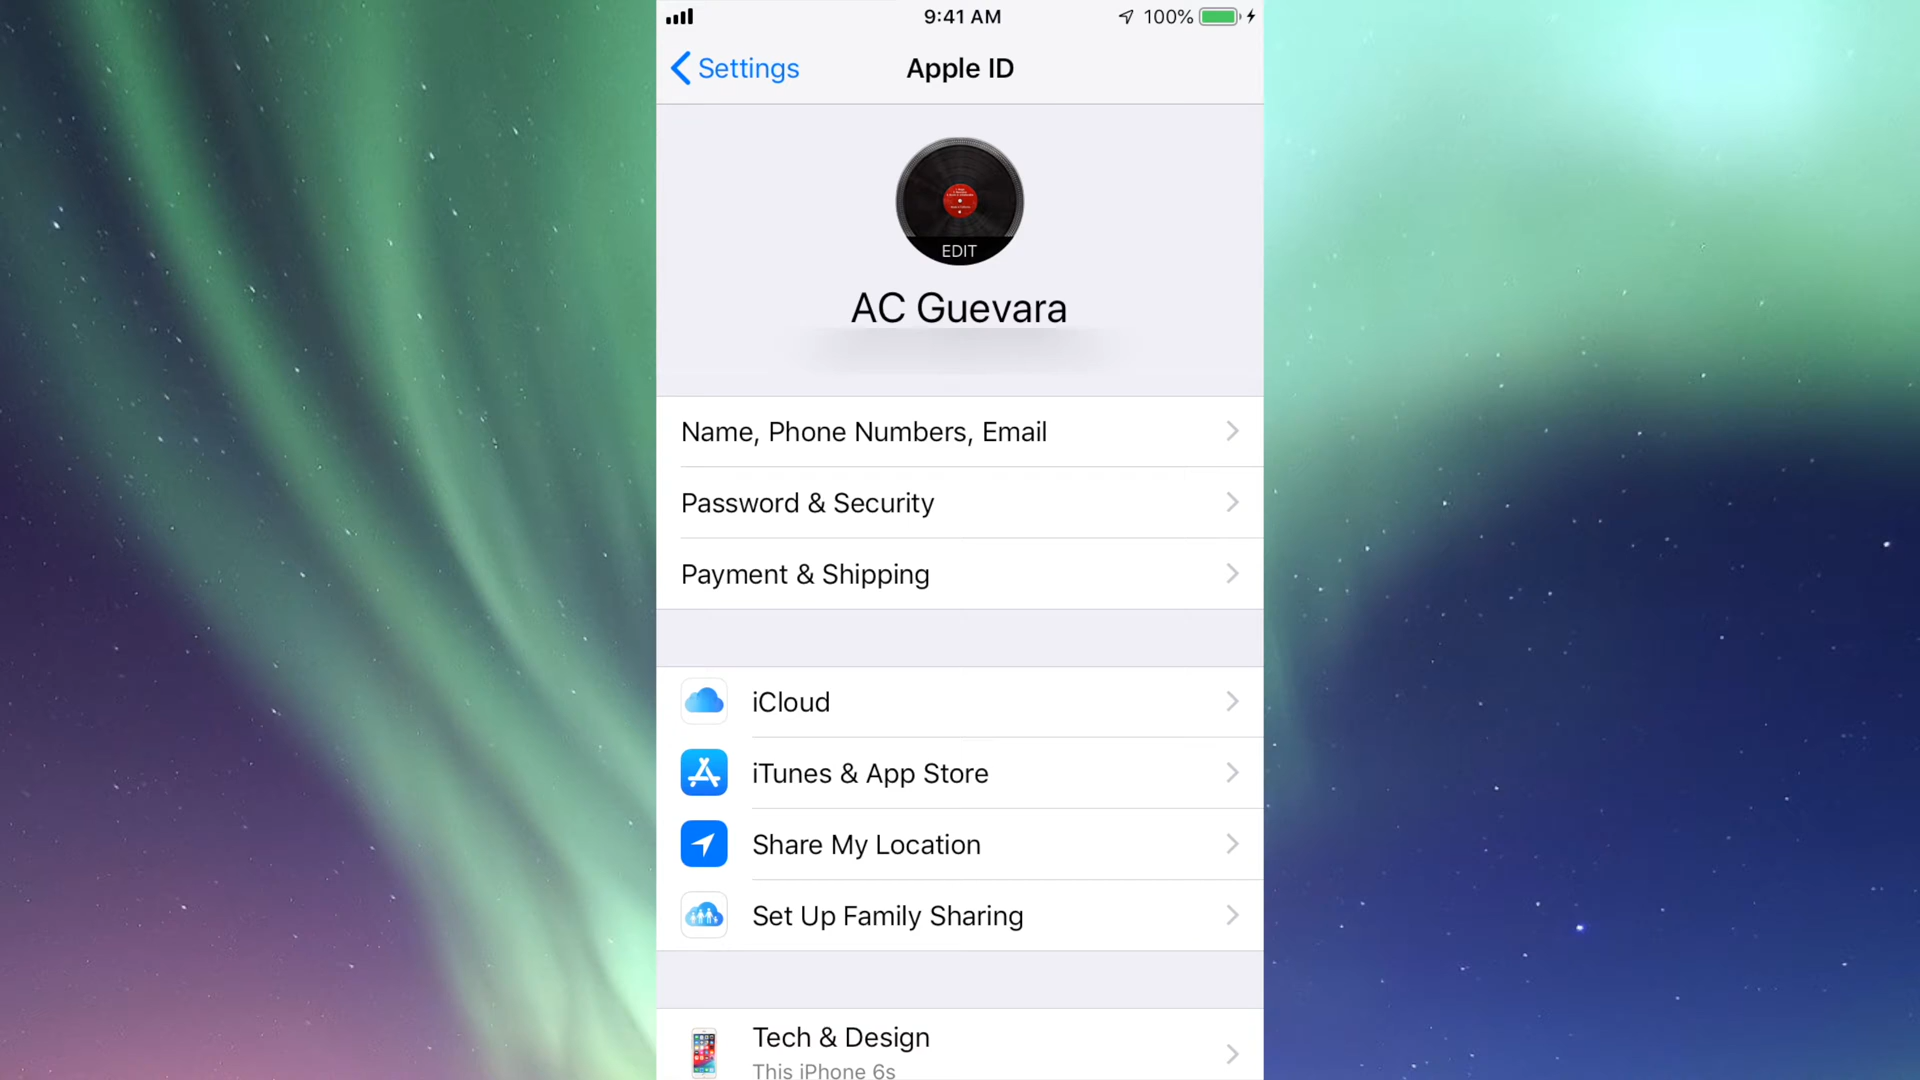 9:41 AM
100%
Settings
Apple ID
EDIT
AC Guevara
Name, Phone Numbers, Email
Password & Security
Payment & Shipping
iCloud
iTunes & App Store
Share My Location
Set Up Family Sharing
Tech & Design
This iPhone 6s